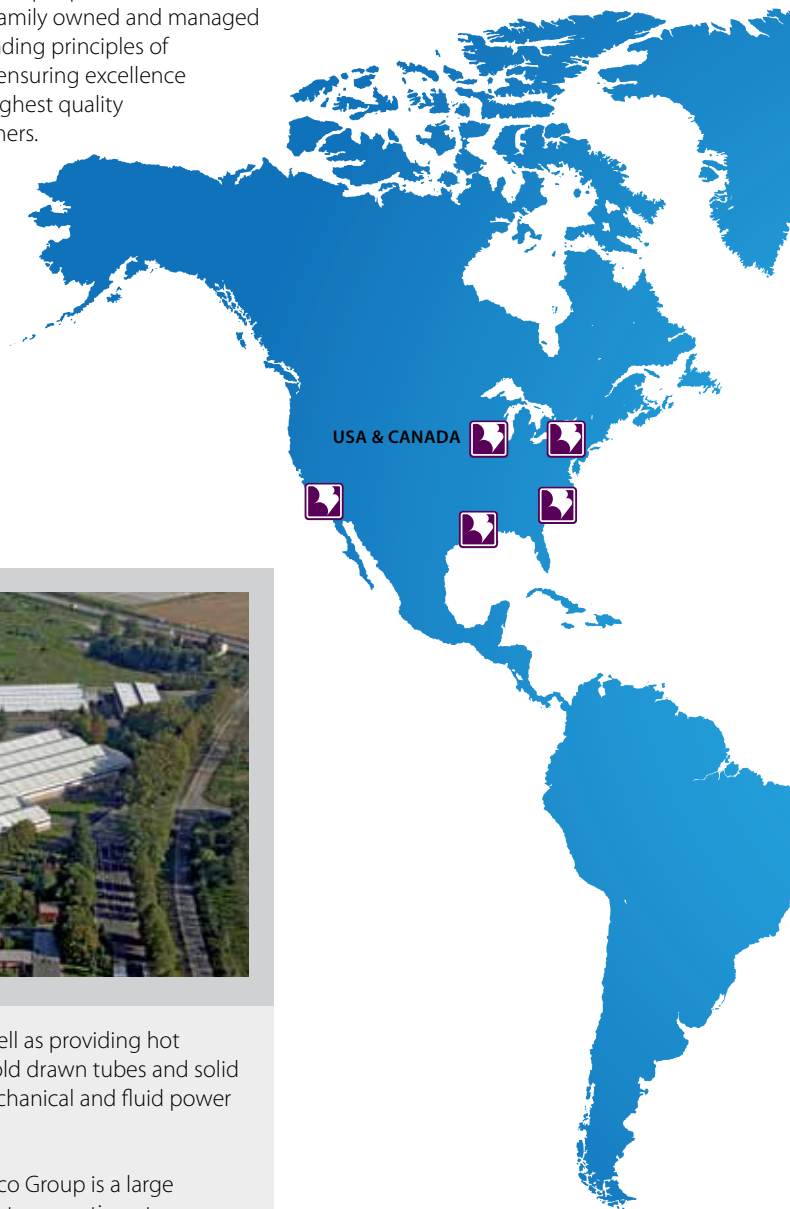 amily owned and managed
ding principles of
ensuring excellence
ghest quality
ners.
USA & CANADA
ell as providing hot
old drawn tubes and solid
chanical and fluid power
co Group is a large